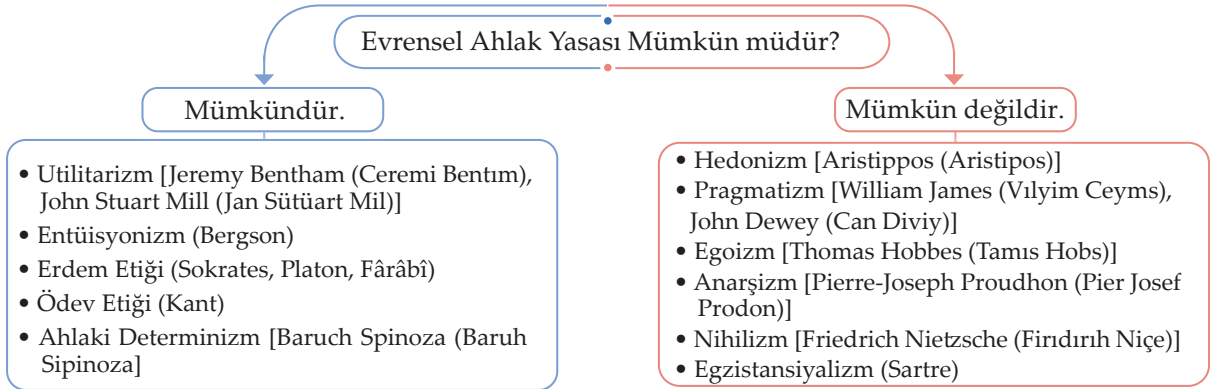 Evrensel Ahlak Yasası Mümkün müdür?
Mümkündür.
• Utilitarizm [Jeremy Bentham (Ceremi Bentım),
John Stuart Mill (Jan Sütüart Mil)]
• Entüisyonizm (Bergson)
• Erdem Etiği (Sokrates, Platon, Fârâbî)
• Ödev Etiği (Kant)
• Ahlaki Determinizm [Baruch Spinoza (Baruh
Sipinoza]
Mümkün değildir.
• Hedonizm [Aristippos (Aristipos)]
• Pragmatizm [William James (Vılyim Ceyms),
John Dewey (Can Diviy)]
• Egoizm [Thomas Hobbes (Tamıs Hobs)]
• Anarşizm [Pierre-Joseph Proudhon (Pier Josef
Prodon)]
• Nihilizm [Friedrich Nietzsche (Firıdırıh Niçe)]
• Egzistansiyalizm (Sartre)